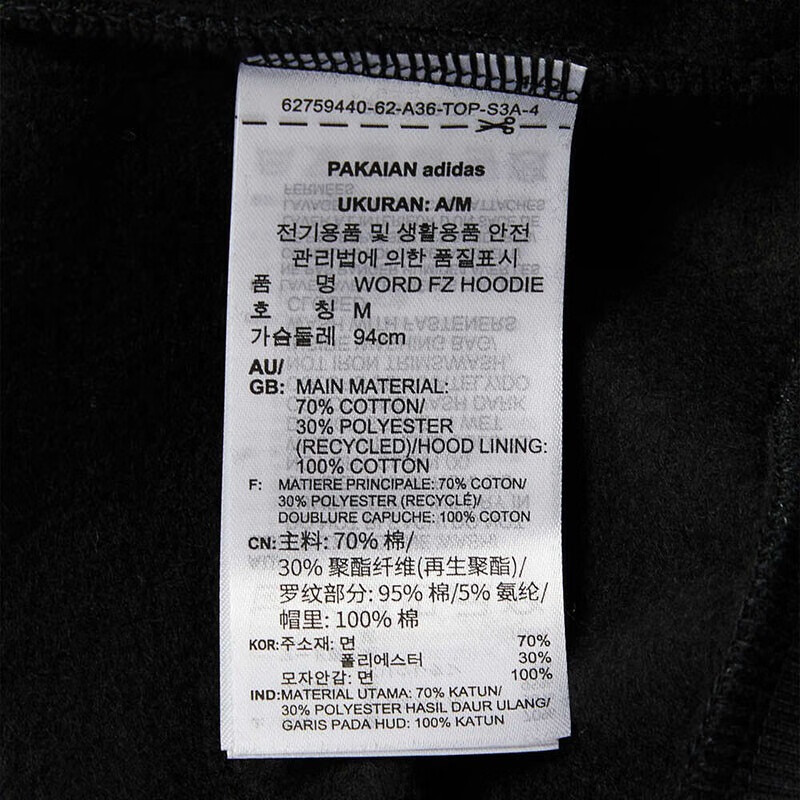 62759440-62-A36-TOP-S3A-4
PAKAIAN adidas
UKURAN: A/M
전기용품 및 생활용품 안전
관리법에 의한 품질표시
품 명 WORD FZ HOODIE
호 칭 M
가슴둘레 94cm
AU/
GB: MAIN MATERIAL:
70% COTTON/
30% POLYESTER
(RECYCLED)/HOOD LINING:
100% COTTON
F: MATIERE PRINCIPALE: 70% COTON/
30% POLYESTER (RECYCLÉ)/
DOUBLURE CAPUCHE: 100% COTON
CN:主料: 70% 棉/
30% 聚酯纤维(再生聚酯)/
罗纹部分: 95% 棉/5% 氨纶/
帽里: 100% 棉
KOR:주소재: 면 70%
폴리에스터 30%
모자안감: 면 100%
IND:MATERIAL UTAMA: 70% KATUN/
30% POLYESTER HASIL DAUR ULANG/
GARIS PADA HUD: 100% KATUN